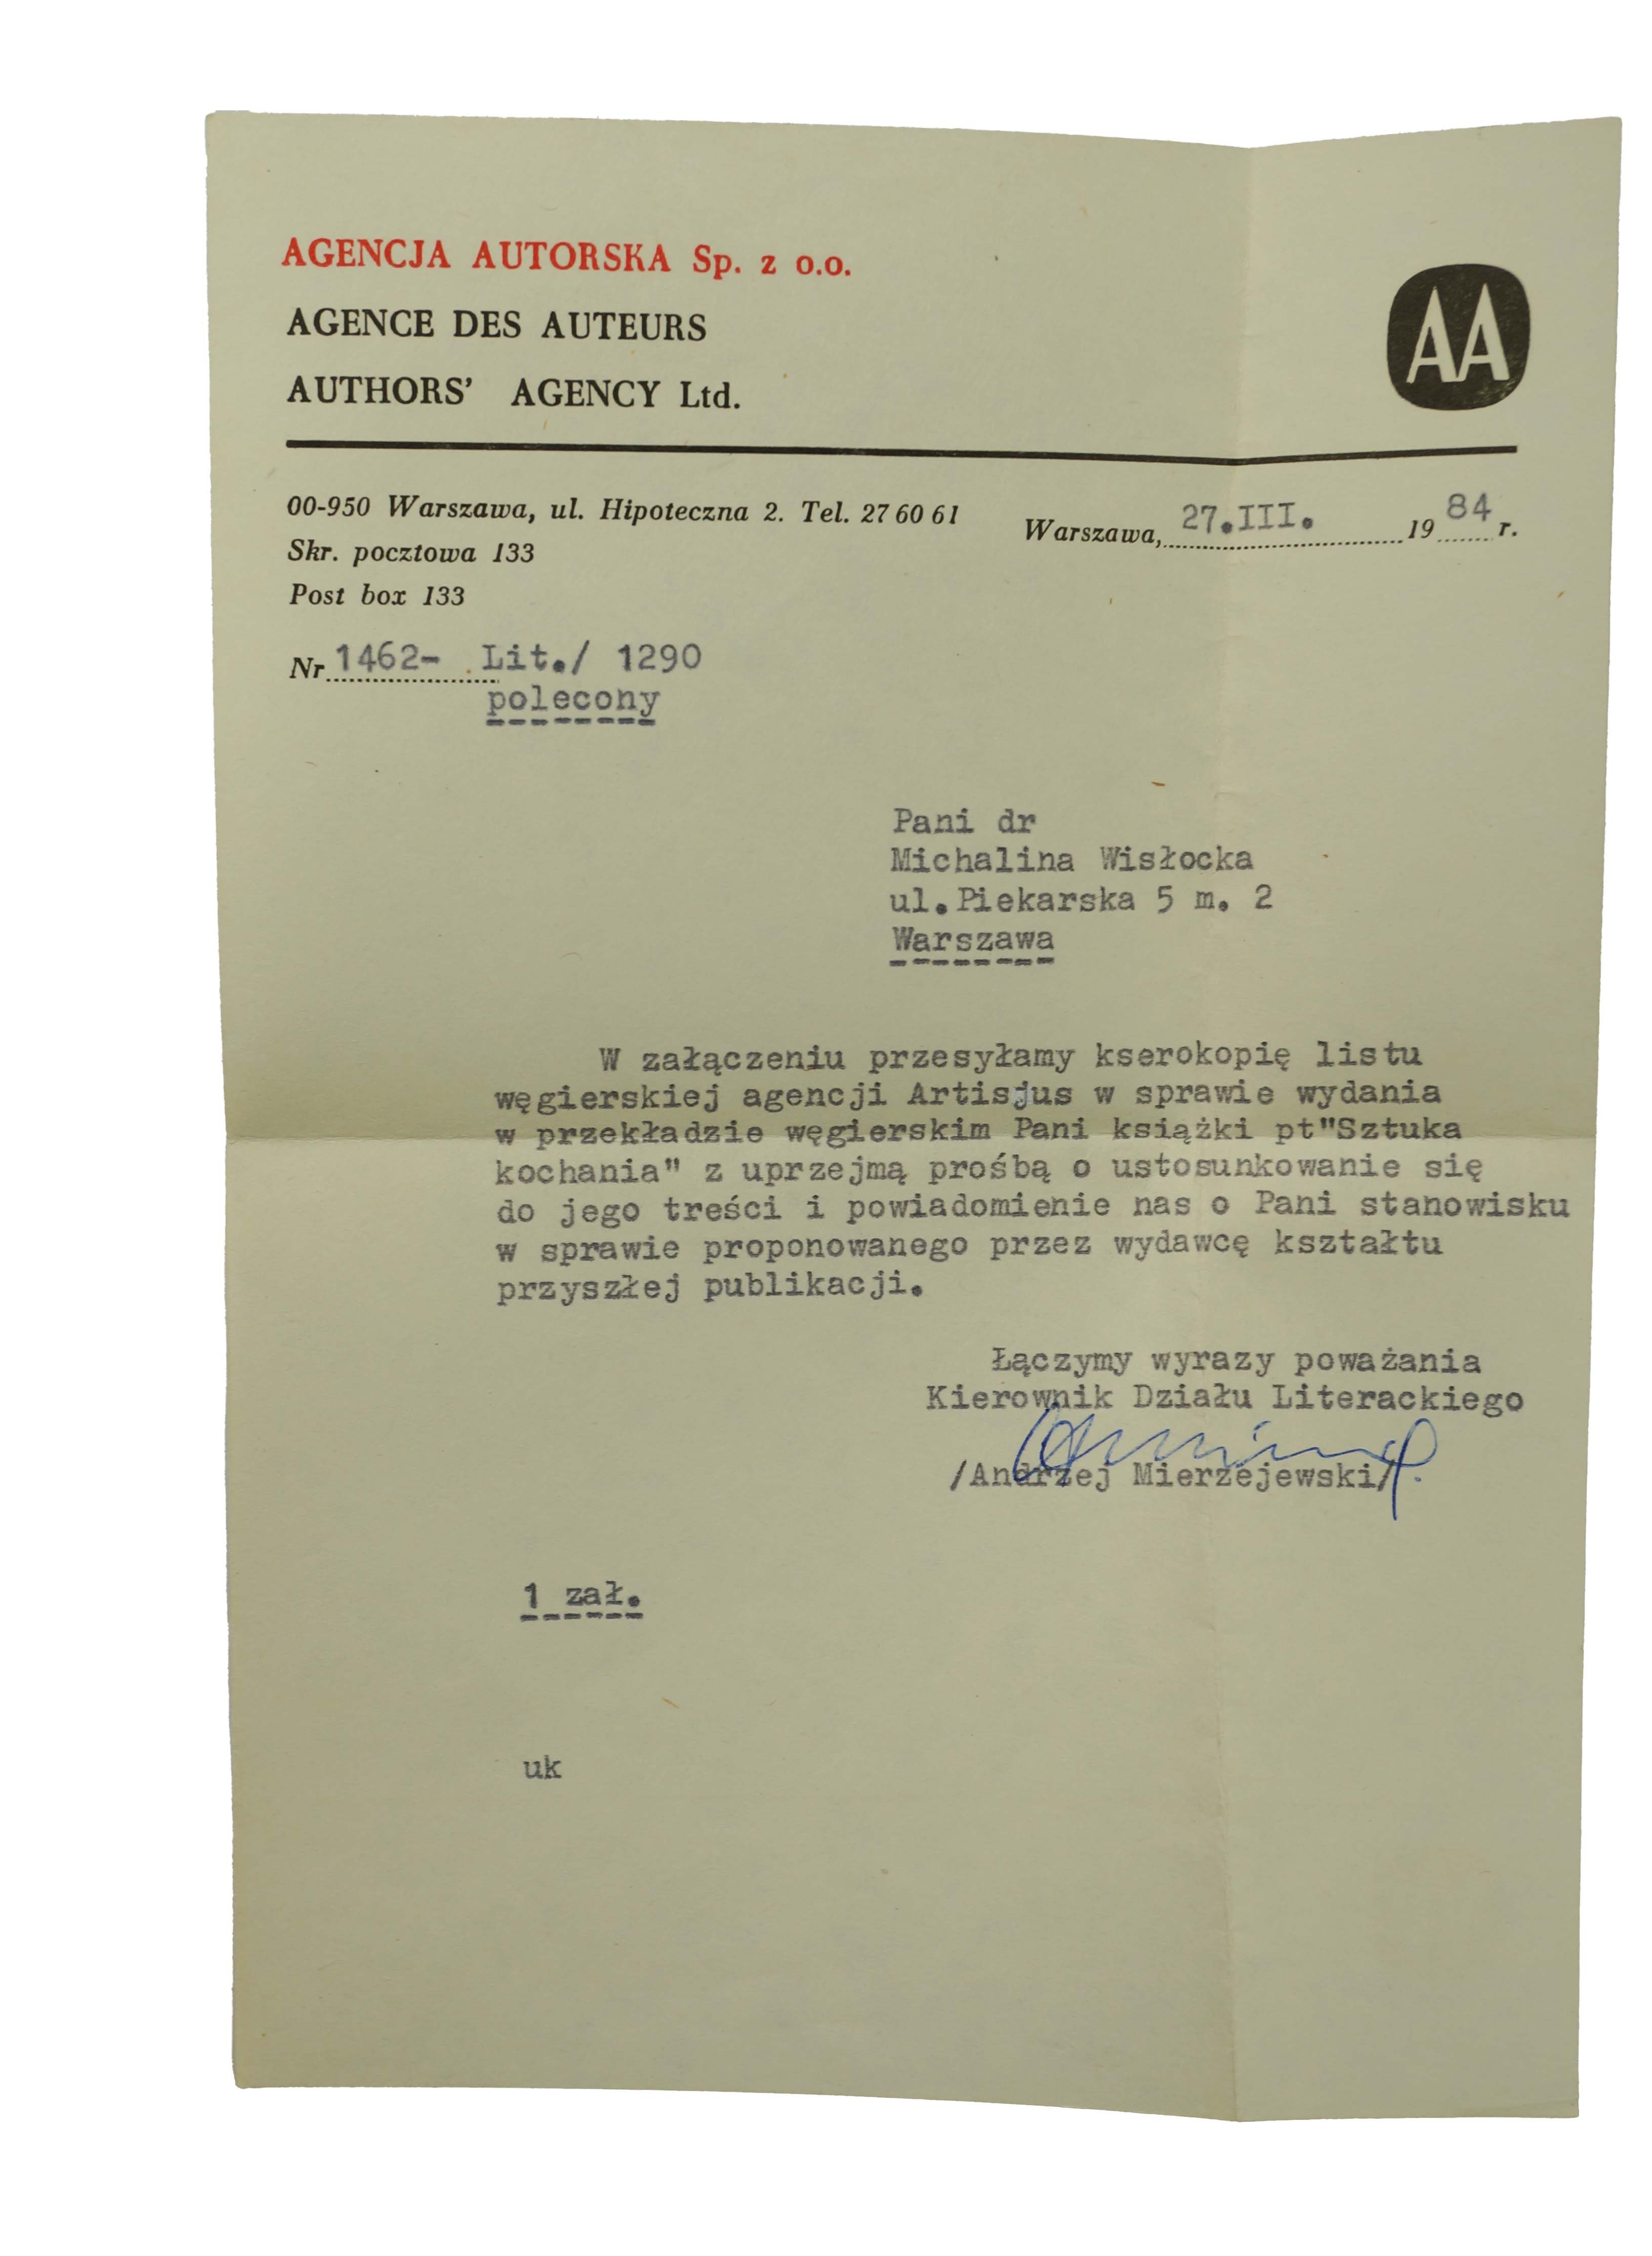 AGENCJA AUTORSKA Sp. z o.o.
AGENCE DES AUTEURS
AUTHORS' AGENCY Ltd.
AA
00-950 Warszawa, ul. Hipoteczna 2. Tel. 27 60 61
Skr. pocztowa 133
Post box 133
Warszawa, 27.III. 1984 r.
Nr 1462- Lit./ 1290
polecony
Pani dr
Michalina Wisłocka
ul.Piekarska 5 m. 2
Warszawa
W załączeniu przesyłamy kserokopię listu
węgierskiej agencji Artisjus w sprawie wydania
w przekładzie węgierskim Pani książki pt"Sztuka
kochania" z uprzejmą prośbą o ustosunkowanie się
do jego treści i powiadomienie nas o Pani stanowisku
w sprawie proponowanego przez wydawcę kształtu
przyszłej publikacji.
Łączymy wyrazy poważania
Kierownik Działu Literackiego
/Andrzej Mierzejewski/
1 zał.
uk